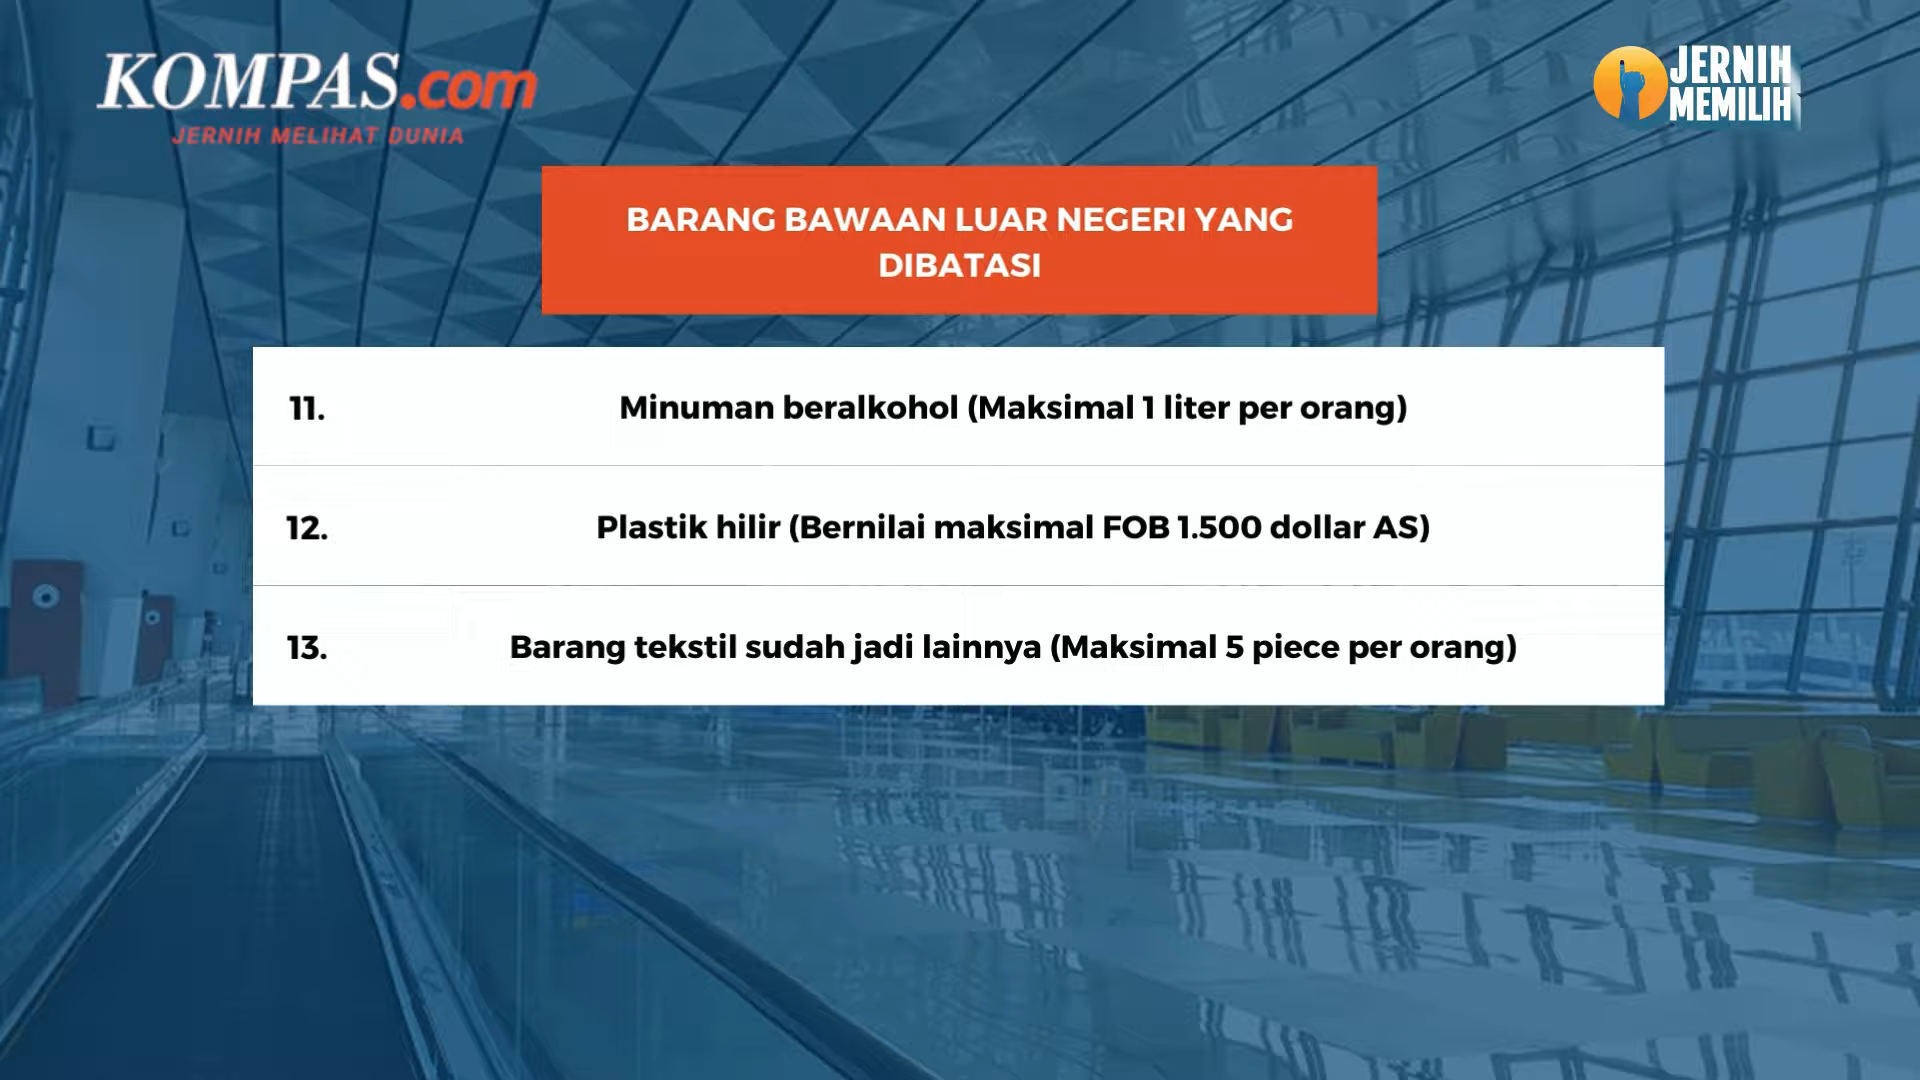 KOMPAS.com
JERNIH MELIHAT DUNIA
JERNIH
MEMILIH
BARANG BAWAAN LUAR NEGERI YANG
DIBATASI
11. Minuman beralkohol (Maksimal 1 liter per orang)
12. Plastik hilir (Bernilai maksimal FOB 1.500 dollar AS)
13. Barang tekstil sudah jadi lainnya (Maksimal 5 piece per orang)